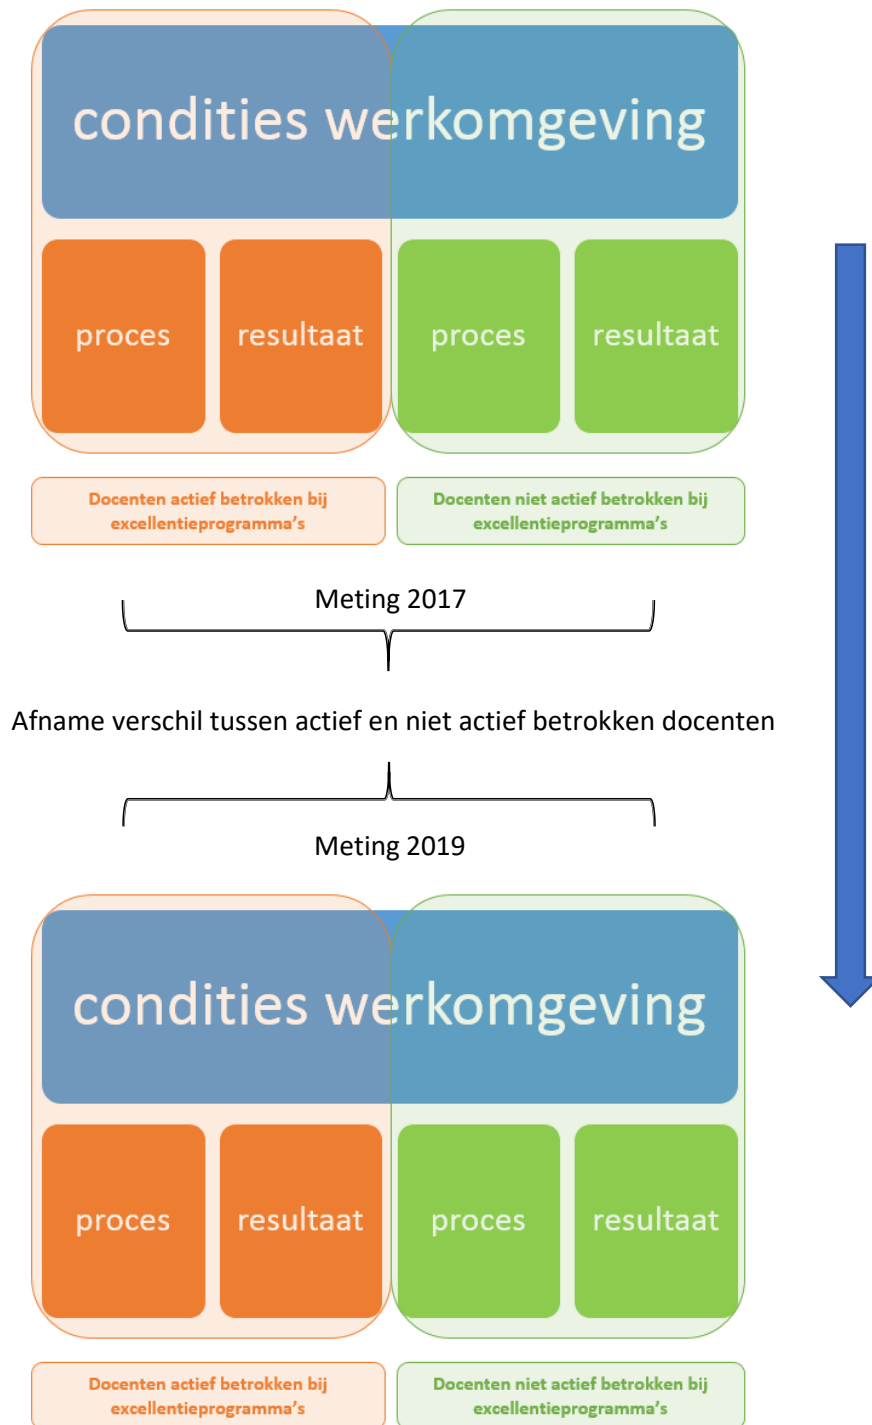 condities werkomgeving
proces
resultaat
proces
resultaat
Docenten actief betrokken bij
excellentieprogramma's
Docenten niet actief betrokken bij
excellentieprogramma's
Meting 2017
Afname verschil tussen actief en niet actief betrokken docenten
Meting 2019
condities werkomgeving
proces
resultaat
proces
resultaat
Docenten actief betrokken bij
excellentieprogramma's
Docenten niet actief betrokken bij
excellentieprogramma's